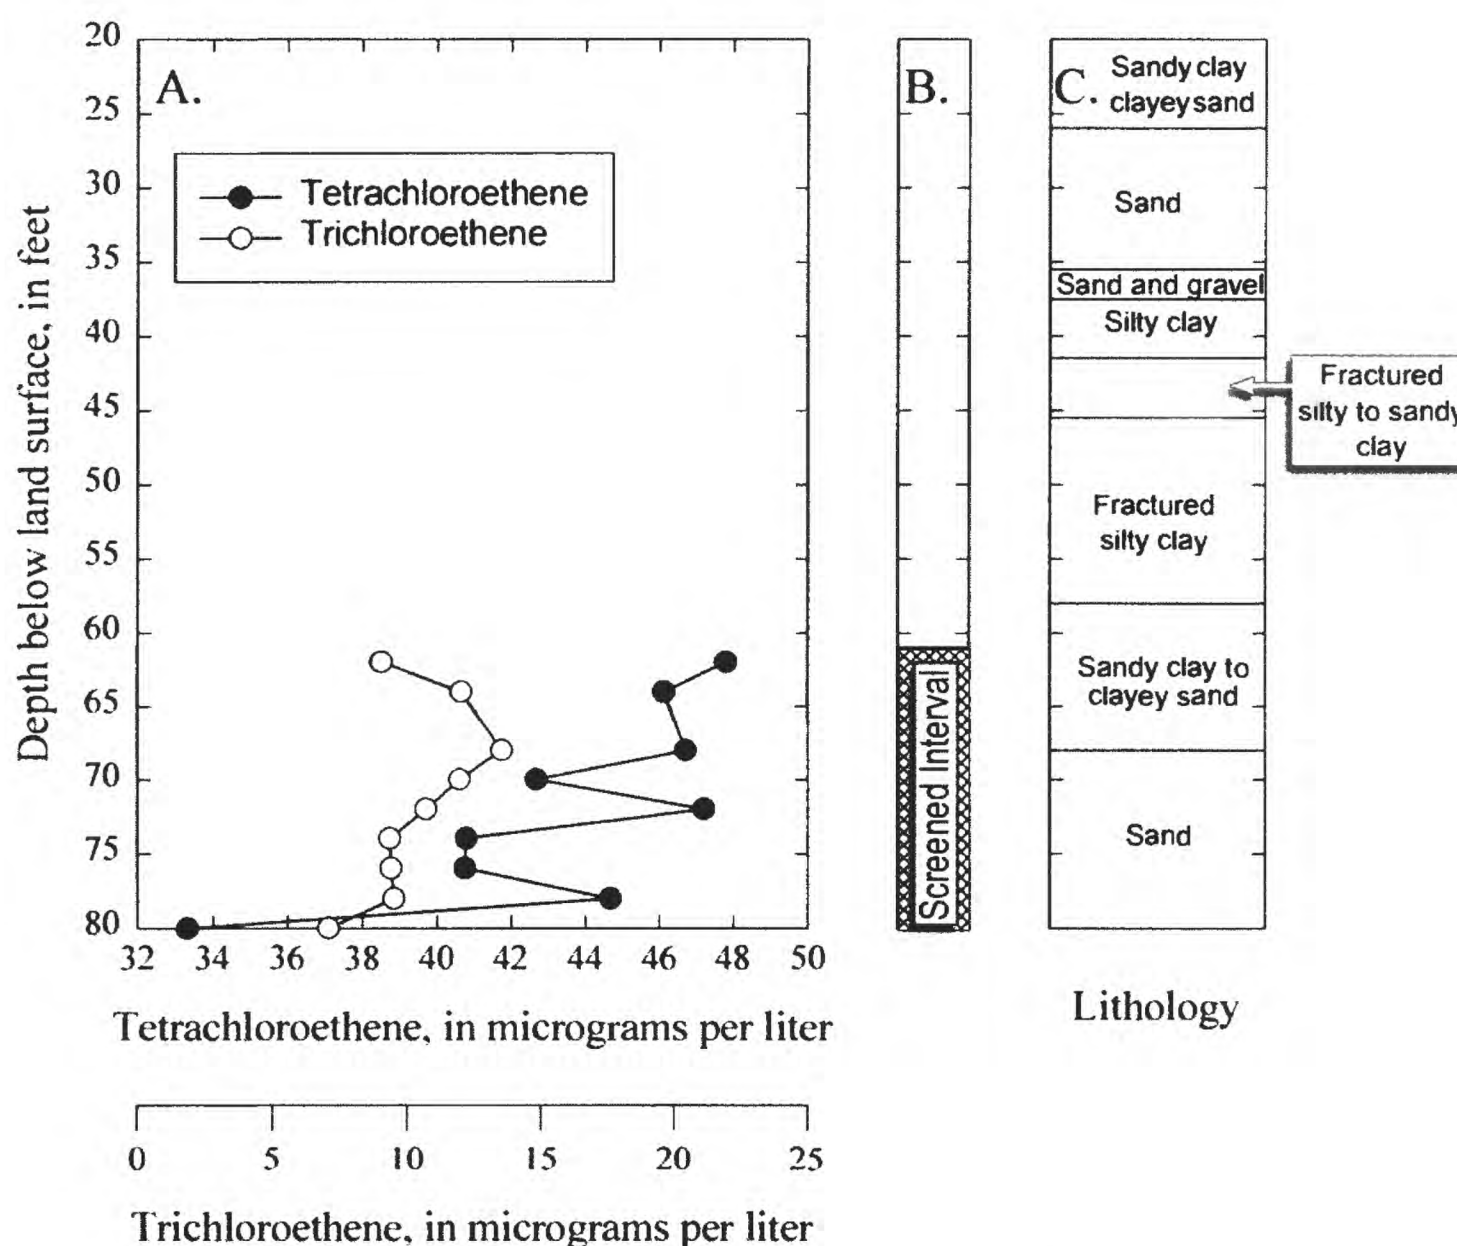 20
25
30
35
40
45
50
55
60
65
70
75
80
Depth below land surface, in feet
A.
Tetrachloroethene
Trichloroethene
32 34 36 38 40 42 44 46 48 50
Tetrachloroethene, in micrograms per liter
0 5 10 15 20 25
Trichloroethene, in micrograms per liter
B.
Screened Interval
C. Sandy clay
clayey sand
Sand
Sand and gravel
Silty clay
Fractured
silty to sandy
clay
Fractured
silty clay
Sandy clay to
clayey sand
Sand
Lithology